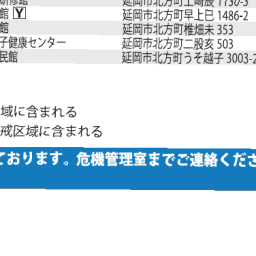 研修館 延岡市北方町上崎辰 1730-3
館 Y 延岡市北方町早上巳 1486-2
館 延岡市北方町椎畑未 353
子健康センター 延岡市北方町二股亥 503
民館 延岡市北方町うそ越子 3003-2
域に含まれる
戒区域に含まれる
ております。危機管理室までご連絡くださ